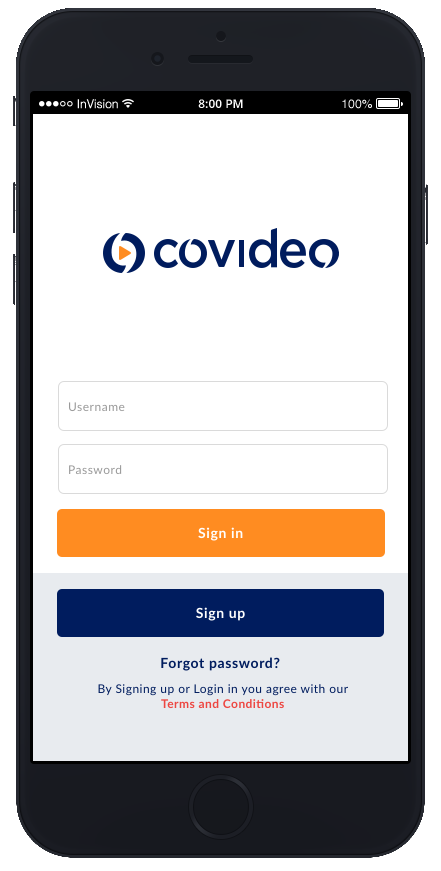 InVision 8:00 PM 100%
covideo
Username
Password
Sign in
Sign up
Forgot password?
By Signing up or Login in you agree with our
Terms and Conditions